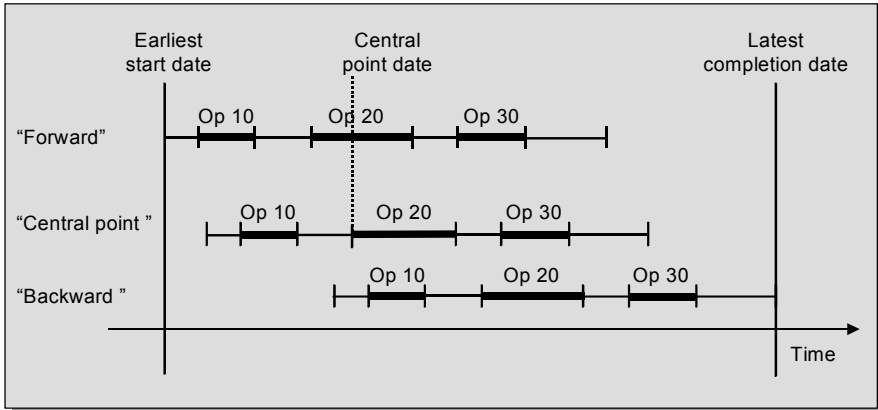 Earliest
start date
Central
point date
Latest
completion date
“Forward”
Op 10
Op 20
Op 30
“Central point ”
Op 10
Op 20
Op 30
“Backward ”
Op 10
Op 20
Op 30
Time